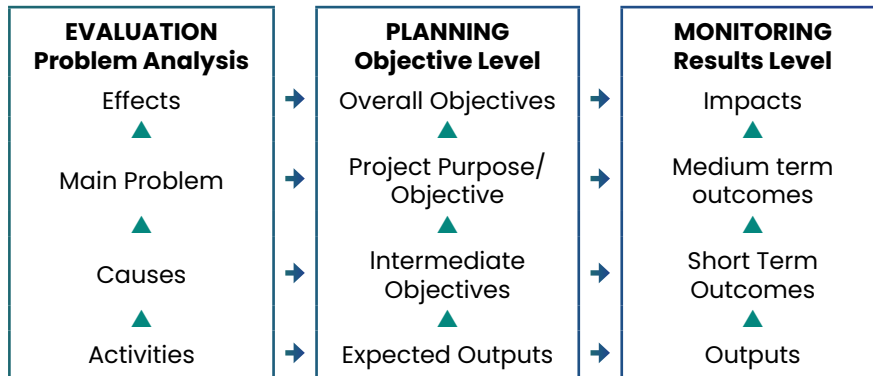 EVALUATION
Problem Analysis
Effects
Main Problem
Causes
Activities
PLANNING
Objective Level
Overall Objectives
Project Purpose/
Objective
Intermediate
Objectives
Expected Outputs
MONITORING
Results Level
Impacts
Medium term
outcomes
Short Term
Outcomes
Outputs